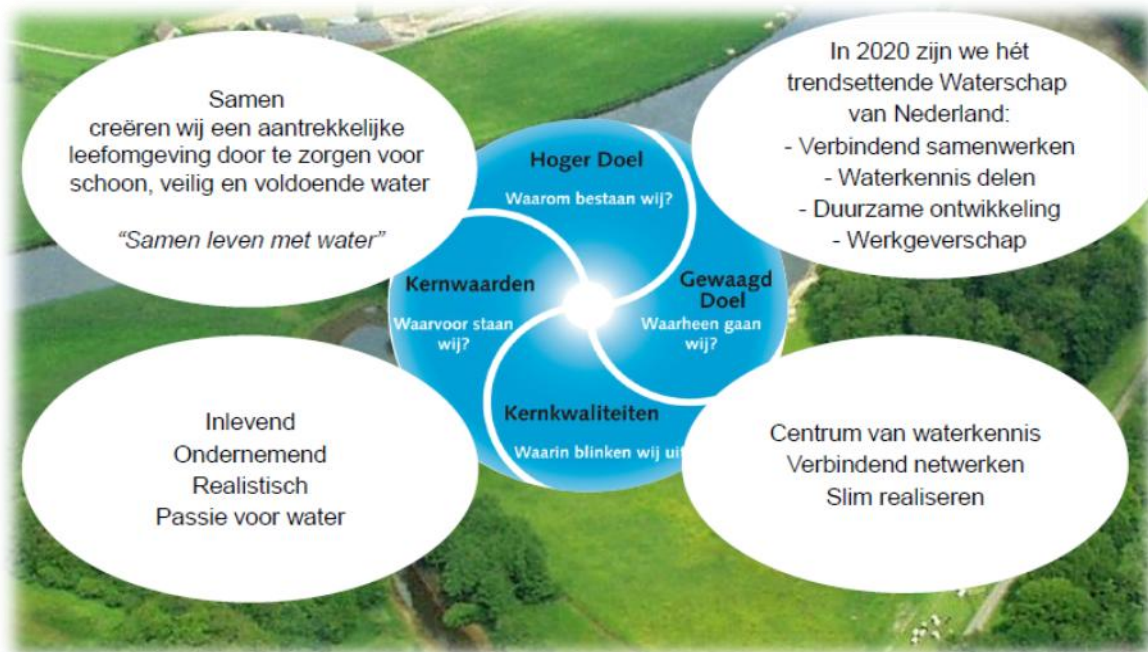 Samen
creëren wij een aantrekkelijke
leefomgeving door te zorgen voor
schoon, veilig en voldoende water
“Samen leven met water”
In 2020 zijn we hét
trendsettende Waterschap
van Nederland:
- Verbindend samenwerken
- Waterkennis delen
- Duurzame ontwikkeling
- Werkgeverschap
Hoger Doel
Waarom bestaan wij?
Kernwaarden
Waarvoor staan
wij?
Gewaagd
Doel
Waarheen gaan
wij?
Kernkwaliteiten
Waarin blinken wij uit
Inlevend
Ondernemend
Realistisch
Passie voor water
Centrum van waterkennis
Verbindend netwerken
Slim realiseren